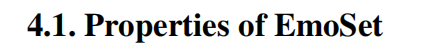 4.1. Properties of EmoSet